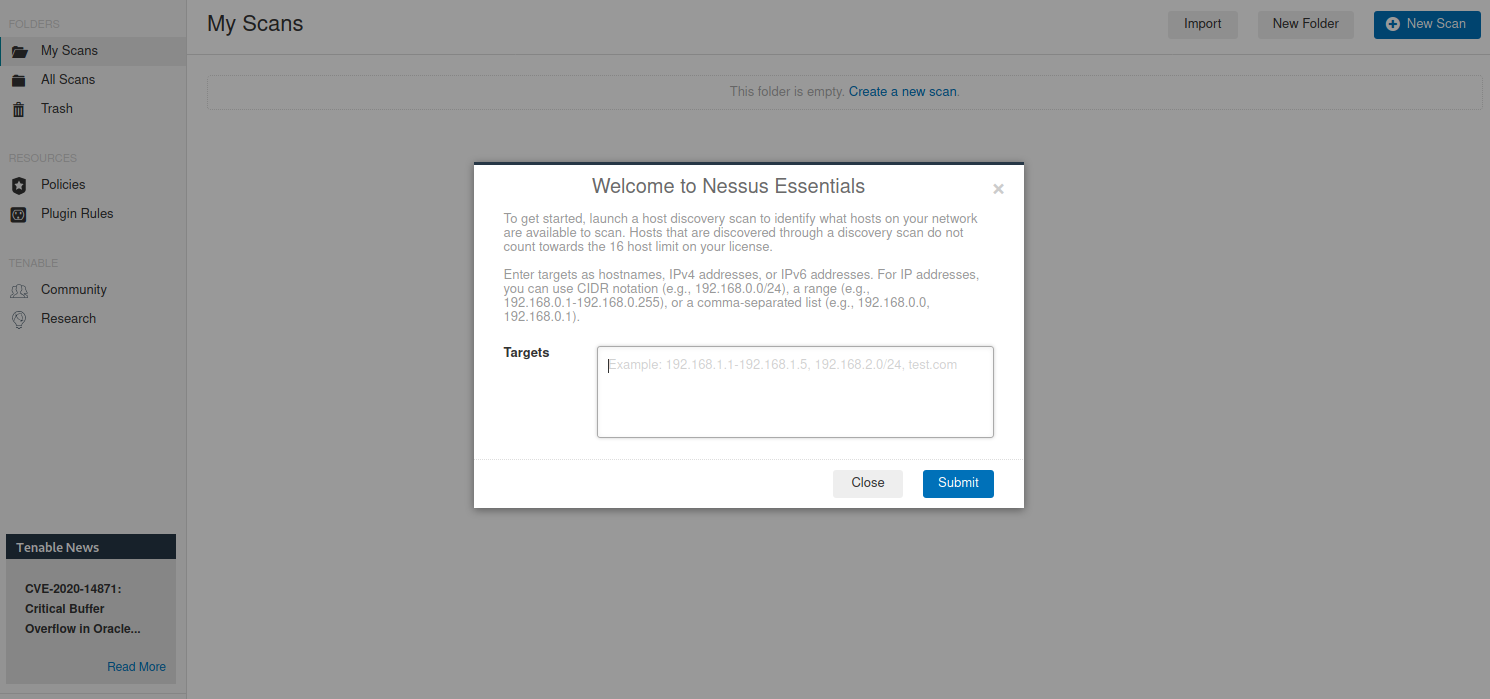 FOLDERS
My Scans
All Scans
Trash
RESOURCES
Policies
Plugin Rules
TENABLE
Community
Research
Tenable News
CVE-2020-14871:
Critical Buffer
Overflow in Oracle...
Read More
My Scans
Import
New Folder
New Scan
This folder is empty. Create a new scan.
Welcome to Nessus Essentials
×
To get started, launch a host discovery scan to identify what hosts on your network
are available to scan. Hosts that are discovered through a discovery scan do not
count towards the 16 host limit on your license.
Enter targets as hostnames, IPv4 addresses, or IPv6 addresses. For IP addresses,
you can use CIDR notation (e.g., 192.168.0.0/24), a range (e.g.,
192.168.0.1-192.168.0.255), or a comma-separated list (e.g., 192.168.0.0,
192.168.0.1).
Targets
Example: 192.168.1.1-192.168.1.5, 192.168.2.0/24, test.com
Close
Submit